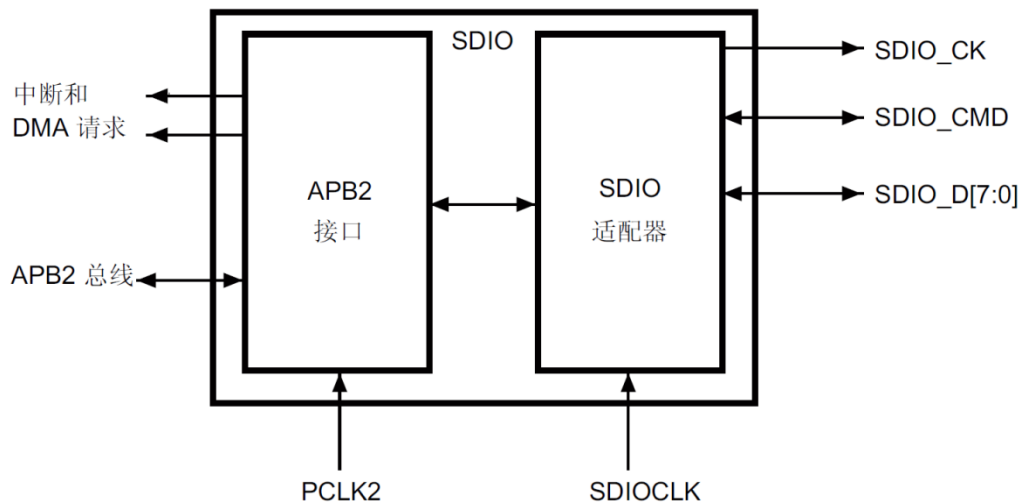 SDIO
SDIO_CK
中断和
DMA 请求
SDIO_CMD
APB2
接口
SDIO
适配器
SDIO_D[7:0]
APB2 总线
PCLK2
SDIOCLK